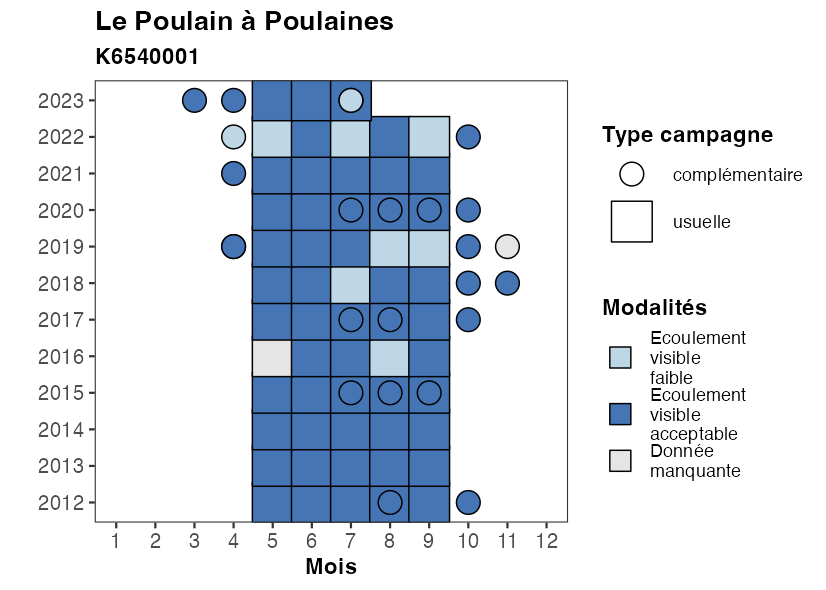 Le Poulain à Poulaines
K6540001
2023
2022
2021
2020
2019
2018
2017
2016
2015
2014
2013
2012
1 2 3 4 5 6 7 8 9 10 11 12
Mois
Type campagne
complémentaire
usuelle
Modalités
Ecoulement
visible
faible
Ecoulement
visible
acceptable
Donnée
manquante